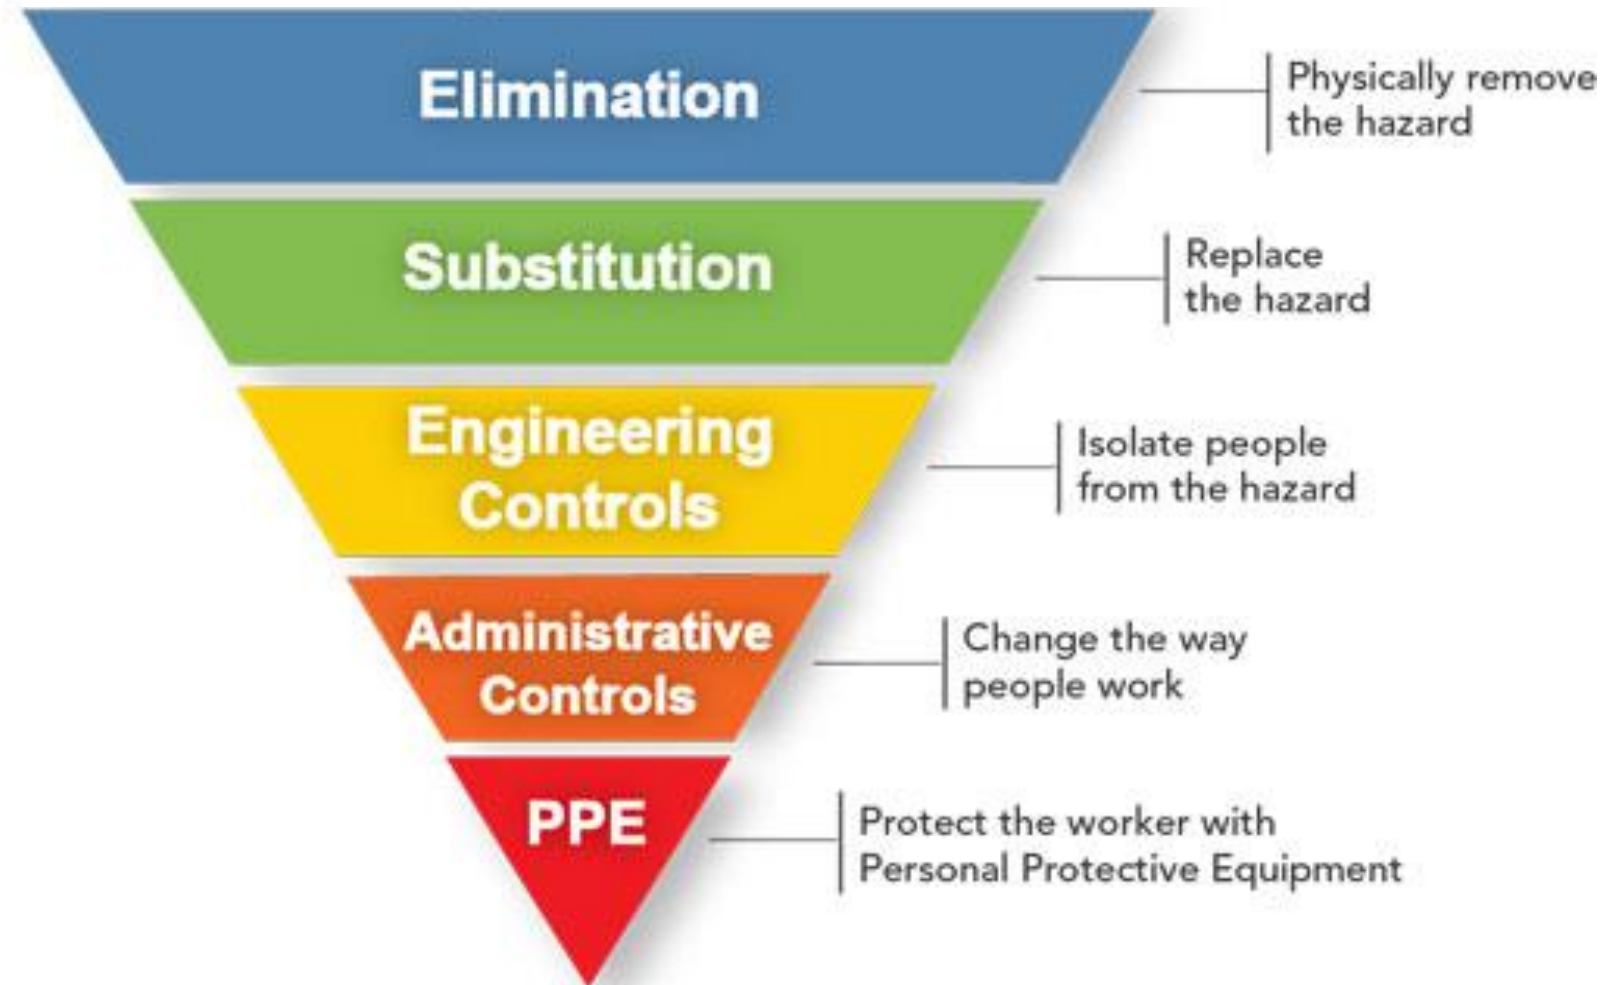 Elimination
Physically remove
the hazard
Substitution
Replace
the hazard
Engineering
Controls
Isolate people
from the hazard
Administrative
Controls
Change the way
people work
PPE
Protect the worker with
Personal Protective Equipment